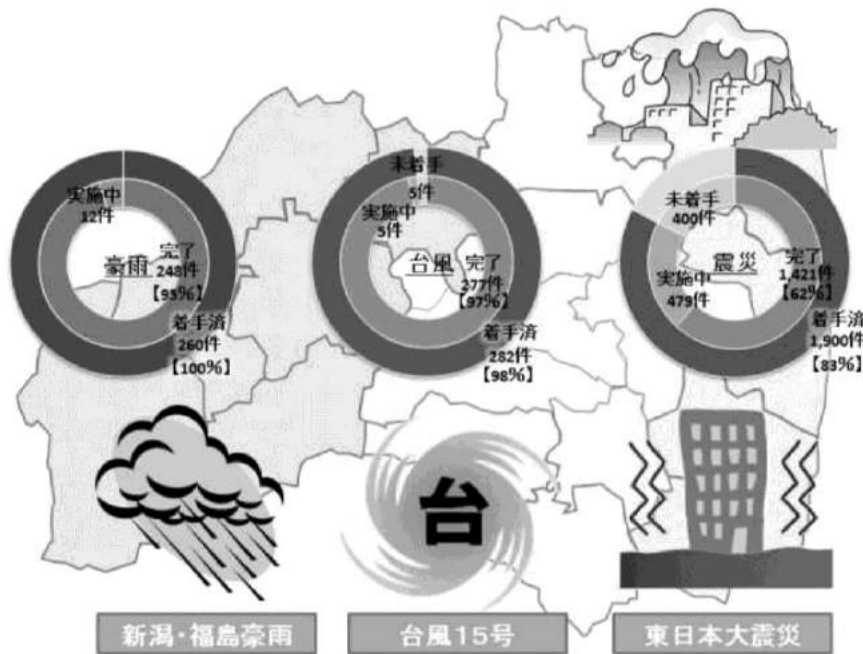 実施中
12件
豪雨
完了
248件
【95%】
着手済
260件
【100%】
未着手
5件
実施中
5件
台風
完了
277件
【97%】
着手済
282件
【98%】
未着手
400件
震災
実施中
479件
完了
1,421件
【62%】
着手済
1,900件
【83%】
台
新潟・福島豪雨
台風15号
東日本大震災